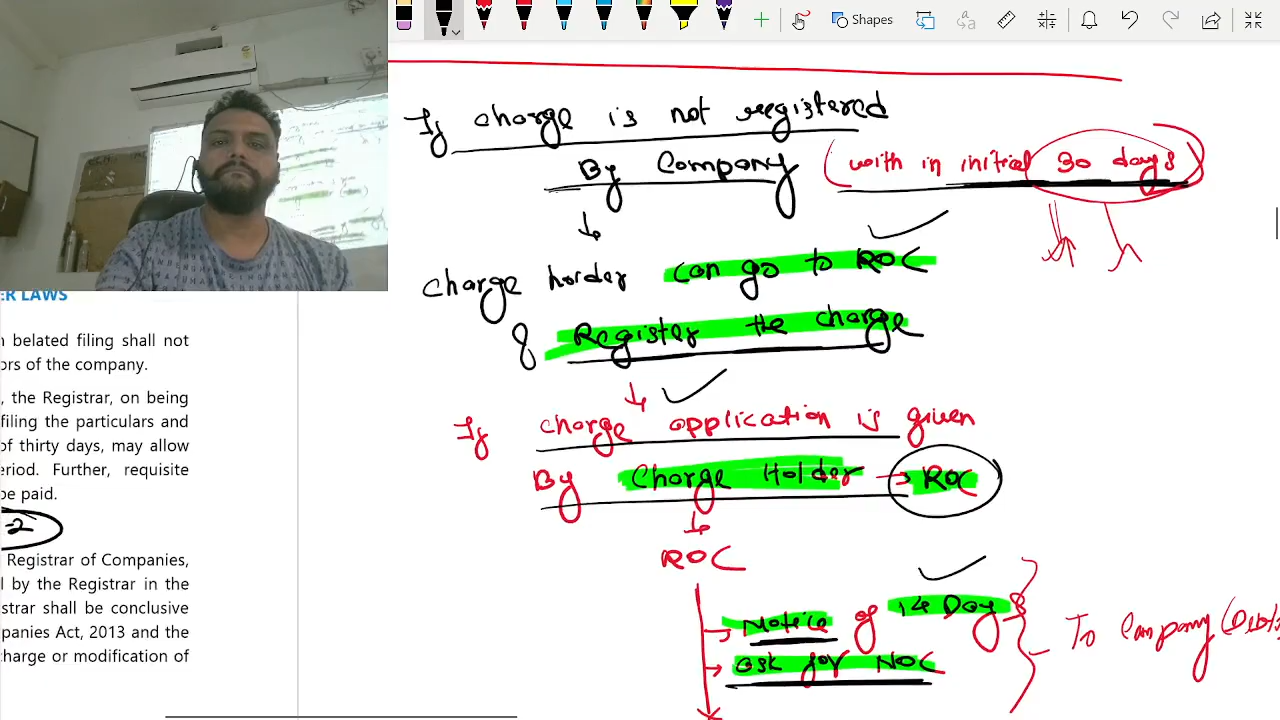 Shapes
If charge is not registered
By Company (with in initial 30 days)
charge holder can go to ROC
& Register the charge
If charge application is given
By Charge Holder → ROC
ROC
Notice of 14 Days
ask for NOC
To Company
ER LAWS
n belated filing shall not
ors of the company.
, the Registrar, on being
filing the particulars and
of thirty days, may allow
eriod. Further, requisite
be paid.
-2
Registrar of Companies,
l by the Registrar in the
strar shall be conclusive
panies Act, 2013 and the
charge or modification of